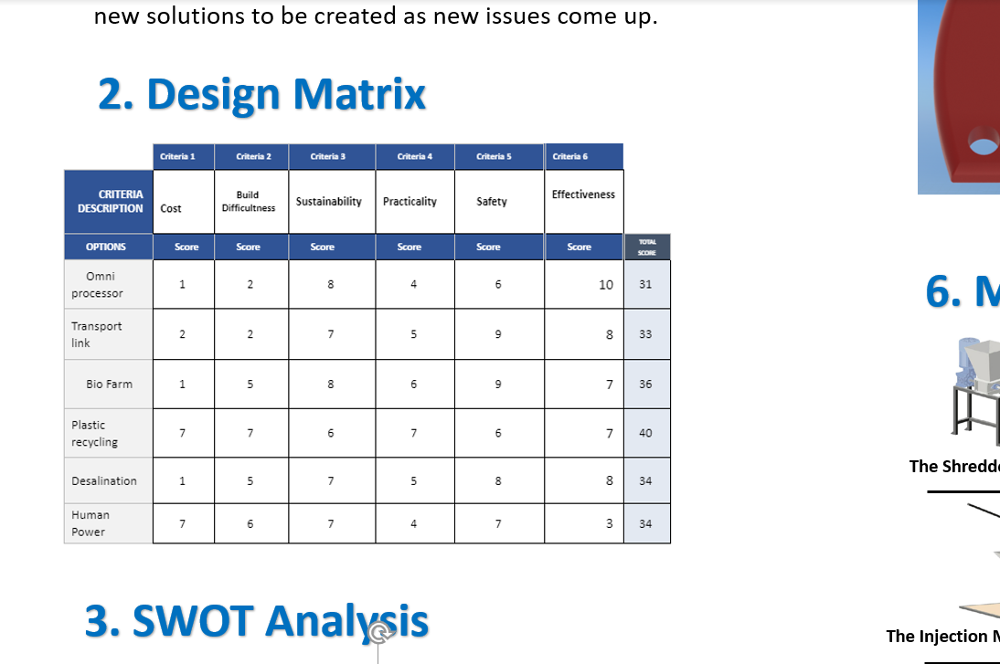 new solutions to be created as new issues come up.
2. Design Matrix
Criteria 1 Criteria 2 Criteria 3 Criteria 4 Criteria 5 Criteria 6
CRITERIA DESCRIPTION Cost Build Difficultness Sustainability Practicality Safety Effectiveness
OPTIONS Score Score Score Score Score Score TOTAL SCORE
Omni processor 1 2 8 4 6 10 31
Transport link 2 2 7 5 9 8 33
Bio Farm 1 5 8 6 9 7 36
Plastic recycling 7 7 6 7 6 7 40
Desalination 1 5 7 5 8 8 34
Human Power 7 6 7 4 7 3 34
3. SWOT Analysis
6.
The
The Injection